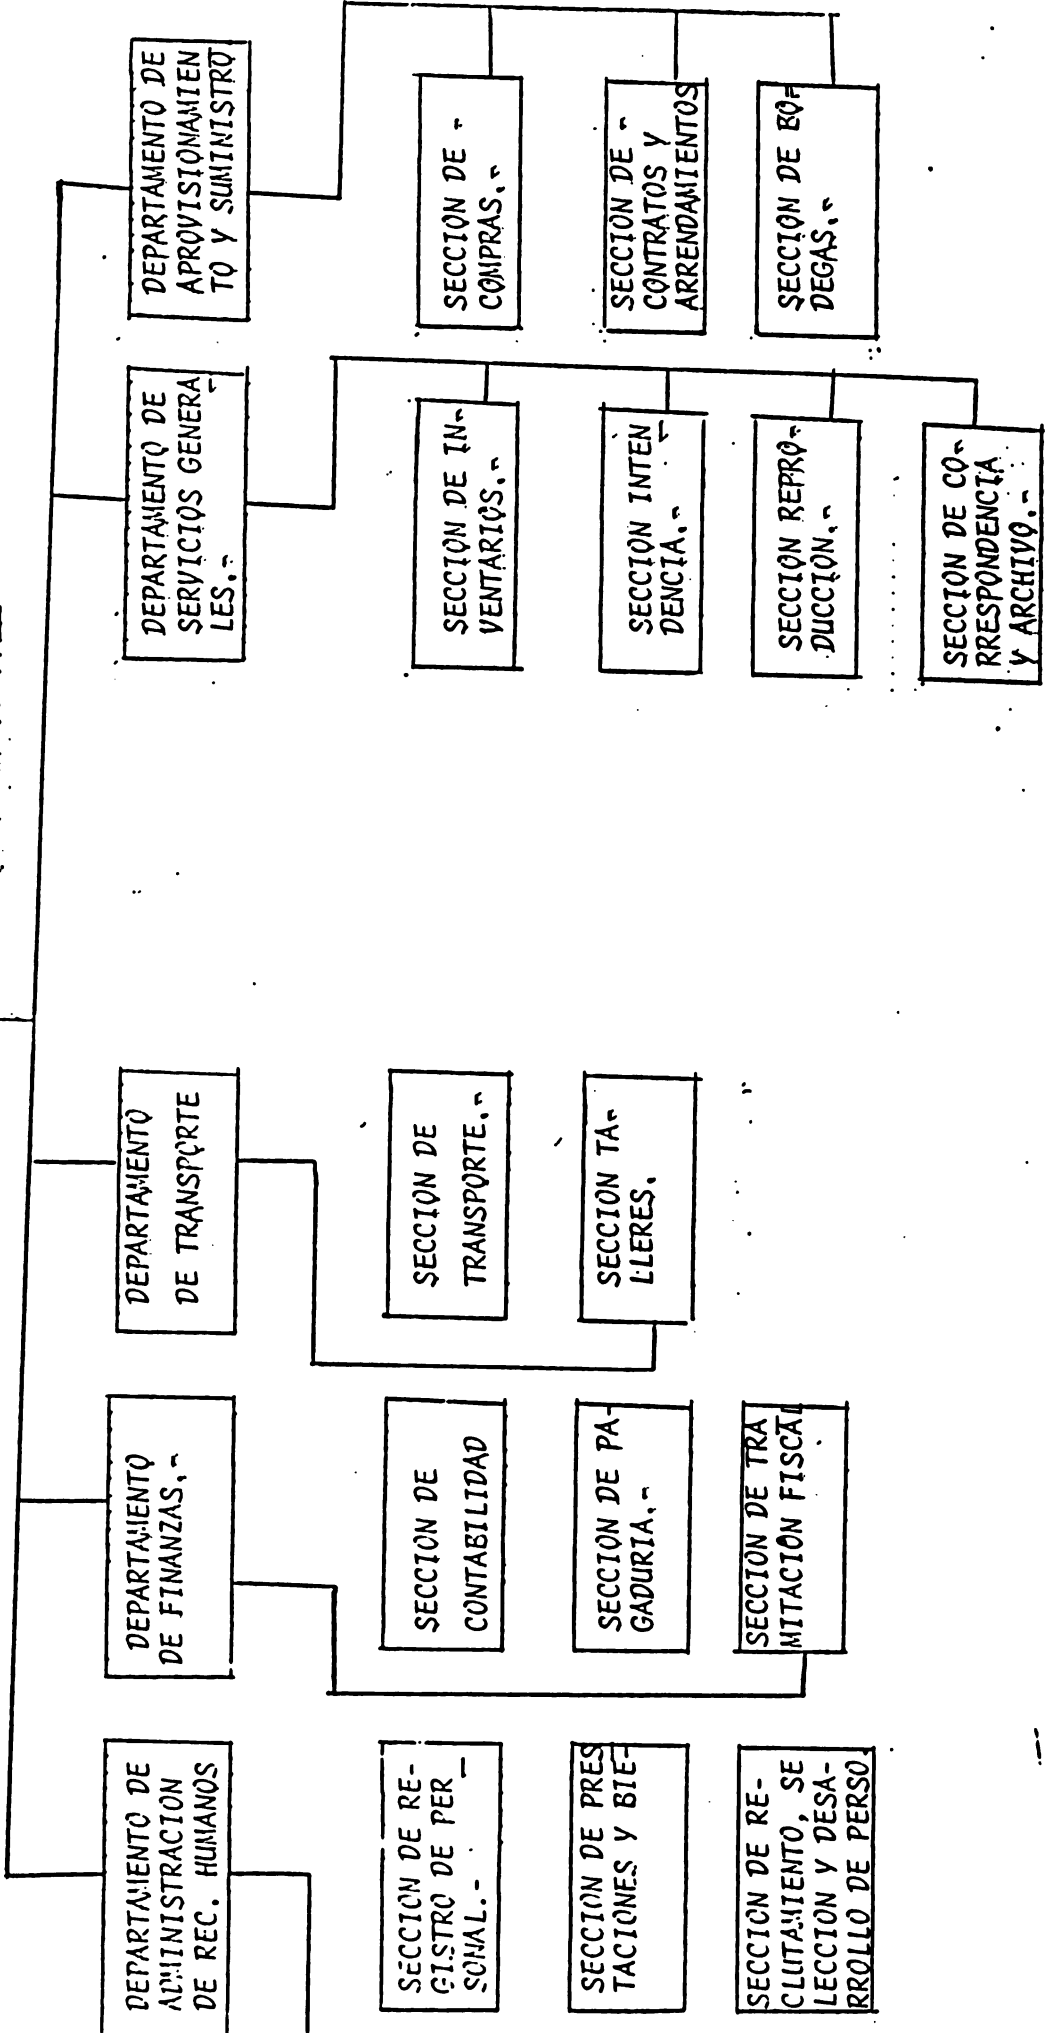 DEPARTAMENTO DE
ADMINISTRACION
DE REC. HUMANOS
DEPARTAMENTO
DE FINANZAS.-
DEPARTAMENTO
DE TRANSPORTE
DEPARTAMENTO DE
SERVICIOS GENERA
LES.-
DEPARTAMENTO DE
APROVISIONAMIEN
TO Y SUMINISTRO
SECCION DE RE-
GISTRO DE PER
SONAL.-
SECCION DE PRES
TACIONES Y BIE-
SECCION DE RE-
CLUTAMIENTO, SE
LECCION Y DESA-
RROLLO DE PERSO.
SECCION DE
CONTABILIDAD
SECCION DE PA-
GADURIA.-
SECCION DE TRA
MITACION FISCAL
SECCION DE
TRANSPORTE.-
SECCION TA-
LLERES.
SECCION DE IN-
VENTARIOS.-
SECCION INTEN
DENCIA.-
SECCION REPRO-
DUCCION.-
SECCION DE CO-
RRESPONDENCIA
Y ARCHIVO.-
SECCION DE -
COMPRAS.-
SECCION DE -
CONTRATOS Y
ARRENDAMIENTOS
SECCION DE BO-
DEGAS.-